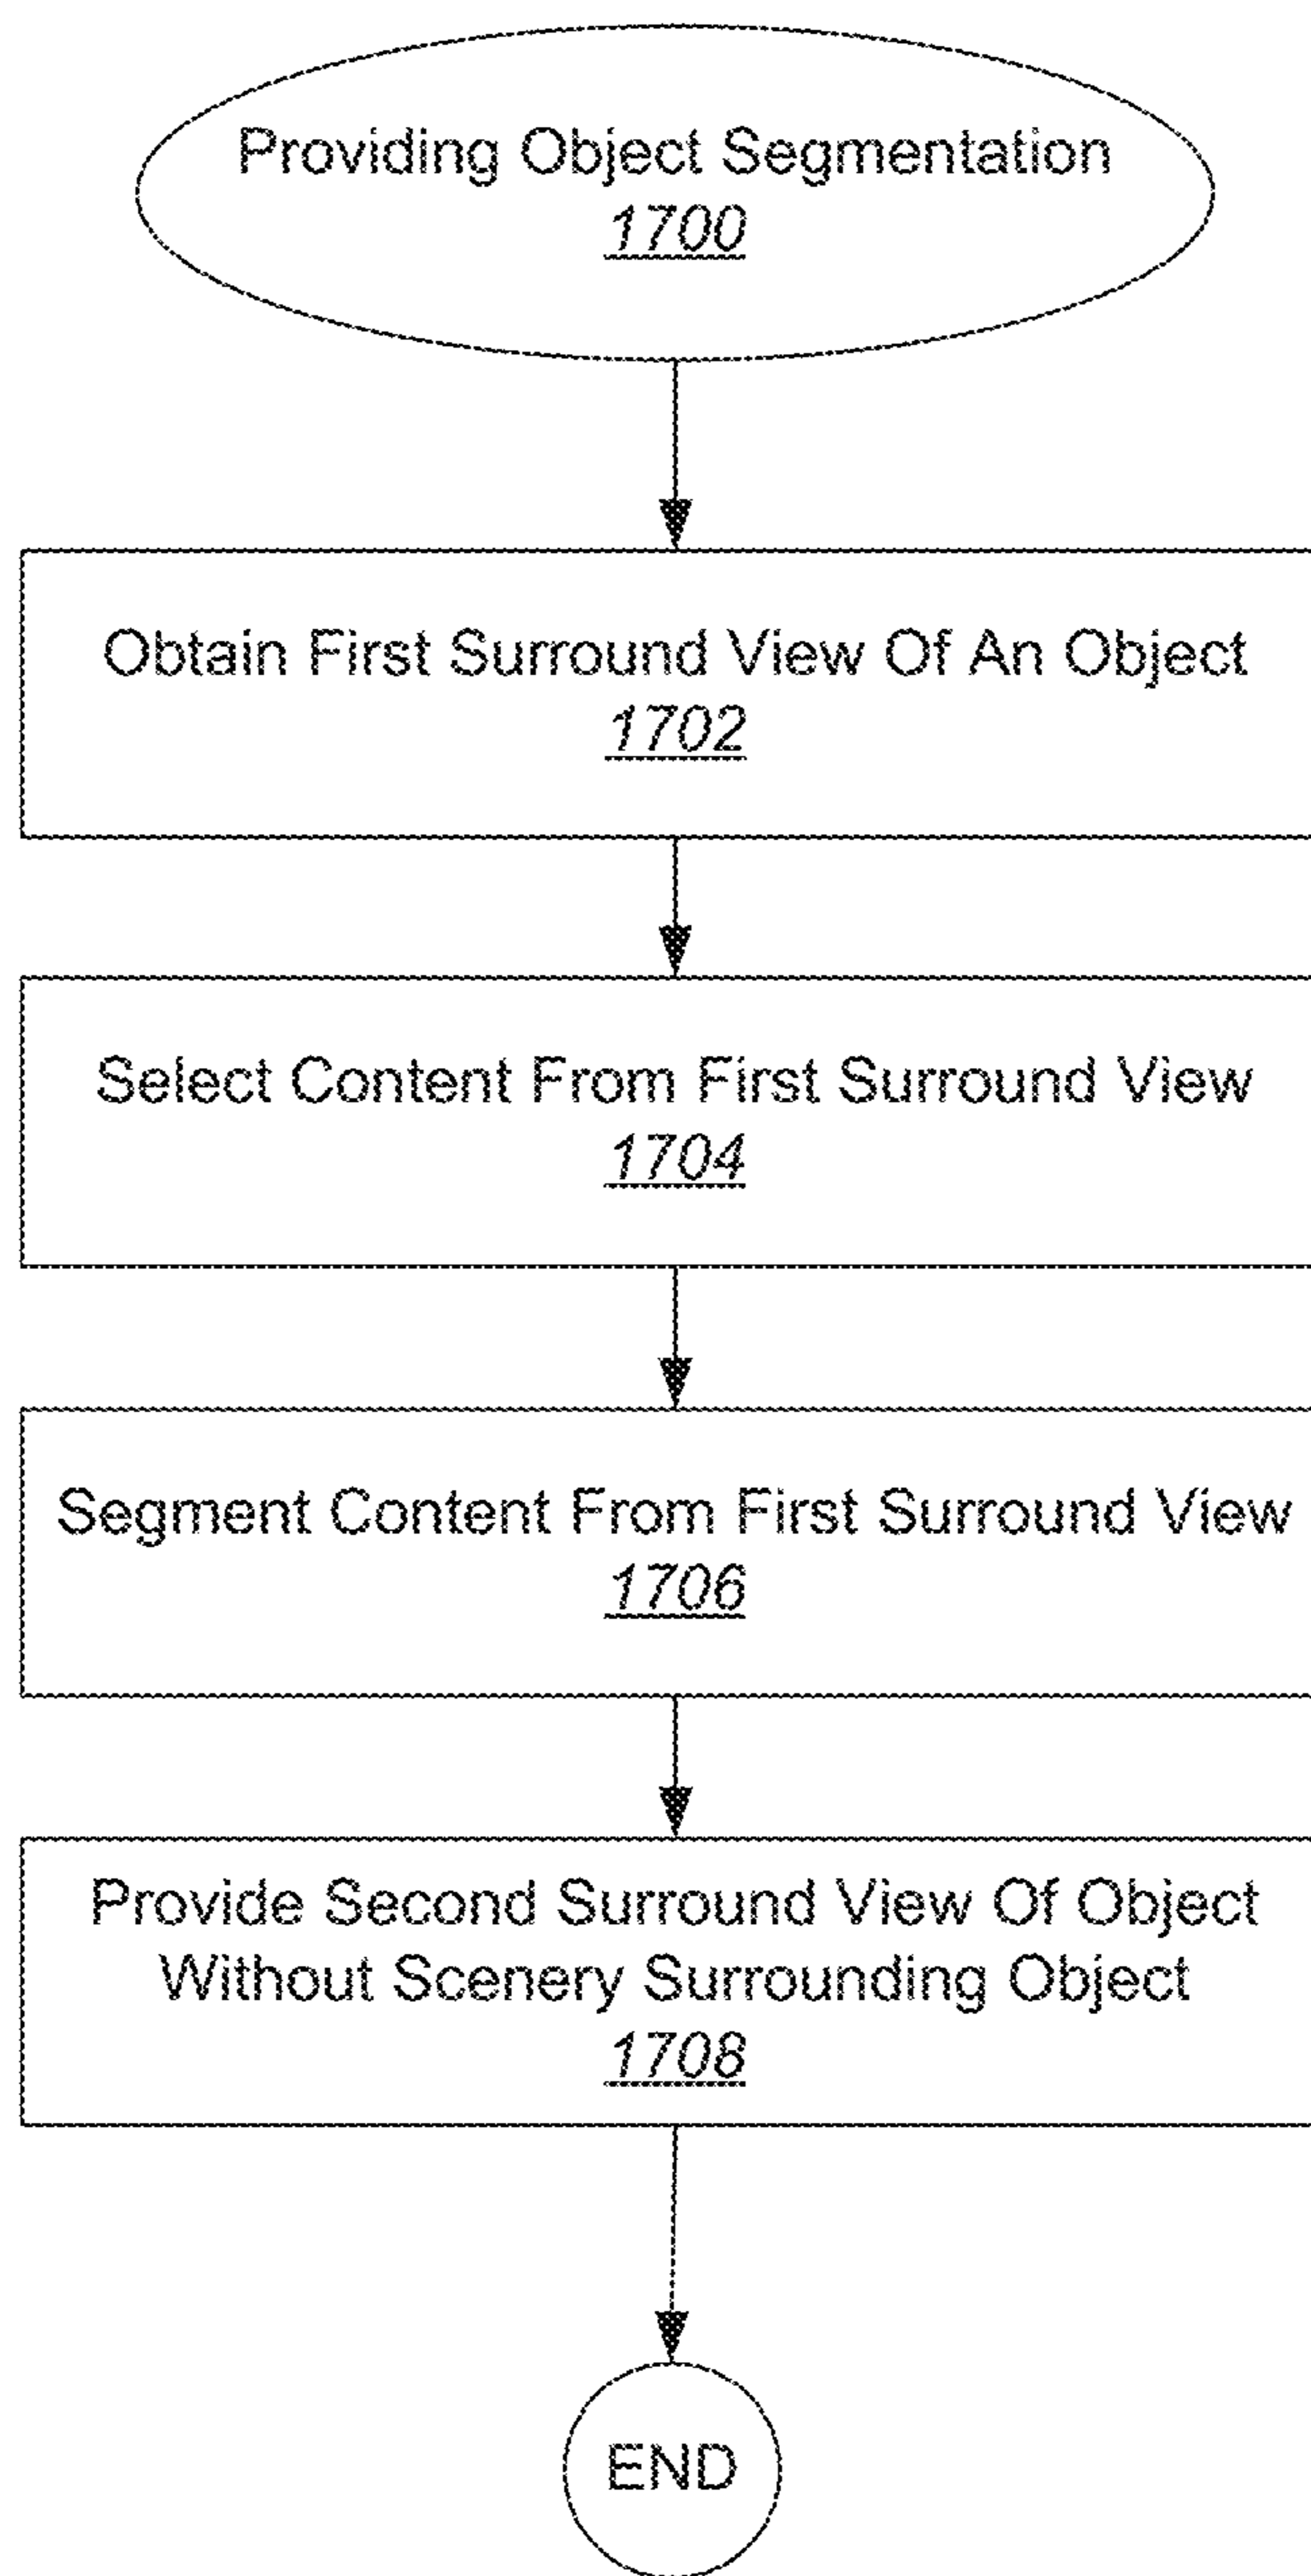 Providing Object Segmentation
1700
Obtain First Surround View Of An Object
1702
Select Content From First Surround View
1704
Segment Content From First Surround View
1706
Provide Second Surround View Of Object
Without Scenery Surrounding Object
1708
END